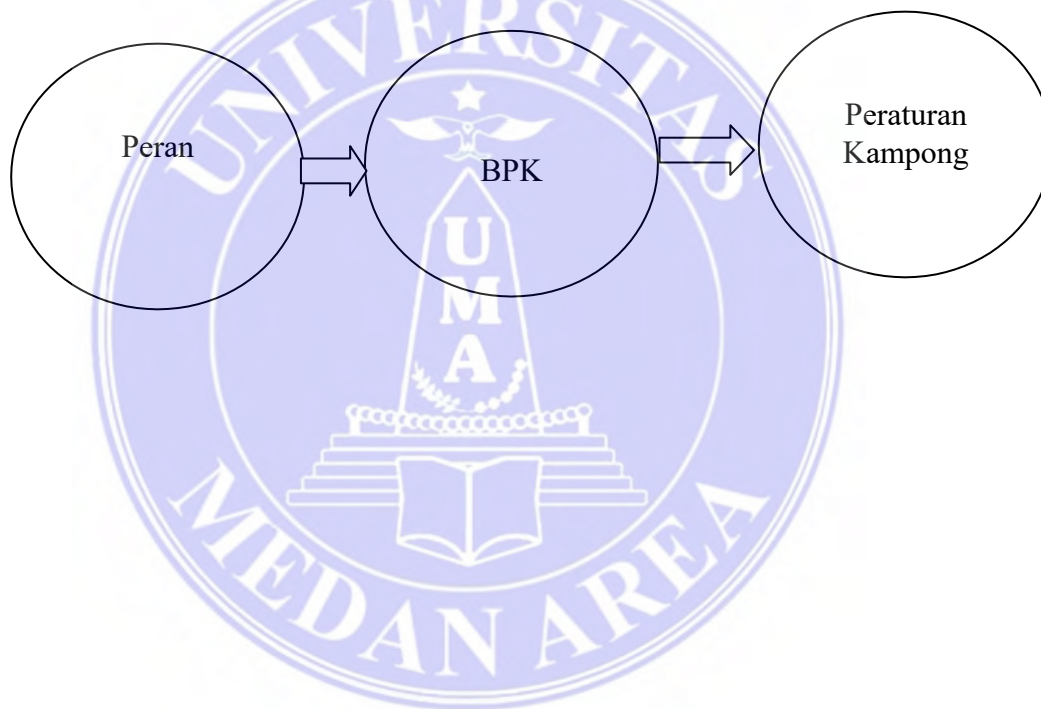 UNIVERSITAS
Peran
BPK
Peraturan
Kampong
U
M
A
MEDAN AREA